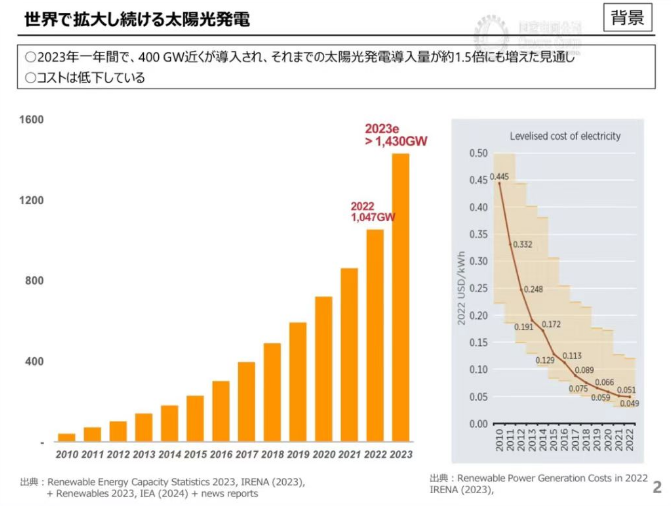 世界で拡大し続ける太陽光発電
背景
○2023年一年間で、400 GW近くが導入され、それまでの太陽光発電導入量が約1.5倍にも増えた見通し
○コストは低下している
1600
1200
800
400
-
2023e
> 1,430GW
2022
1,047GW
2010 2011 2012 2013 2014 2015 2016 2017 2018 2019 2020 2021 2022 2023
Levelised cost of electricity
2022 USD/kWh
0.50
0.45
0.40
0.35
0.30
0.25
0.20
0.15
0.10
0.05
0.00
0.445
0.332
0.248
0.191
0.172
0.129
0.113
0.075
0.089
0.059
0.066
0.051
0.049
2010 2011 2012 2013 2014 2015 2016 2017 2018 2019 2020 2021 2022
出典：Renewable Energy Capacity Statistics 2023, IRENA (2023),
+ Renewables 2023, IEA (2024) + news reports
出典：Renewable Power Generation Costs in 2022
IRENA (2023),
2